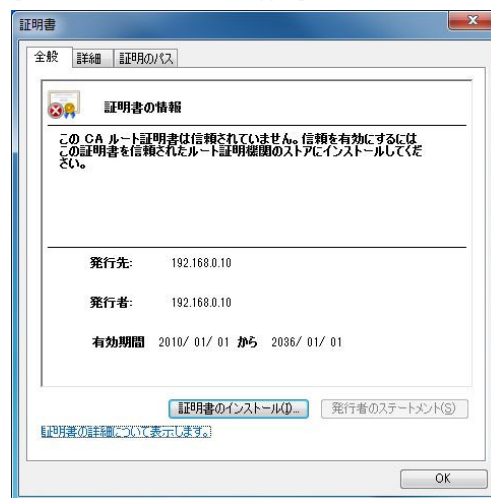 証明書
全般 詳細 証明のパス
証明書の情報
この CA ルート証明書は信頼されていません。信頼を有効にするには
この証明書を信頼されたルート証明機関のストアにインストールしてくだ
さい。
発行先: 192.168.0.10
発行者: 192.168.0.10
有効期間 2010/ 01/ 01 から 2036/ 01/ 01
証明書のインストール(I)... 発行者のステートメント(S)
証明書の詳細について表示します。
OK